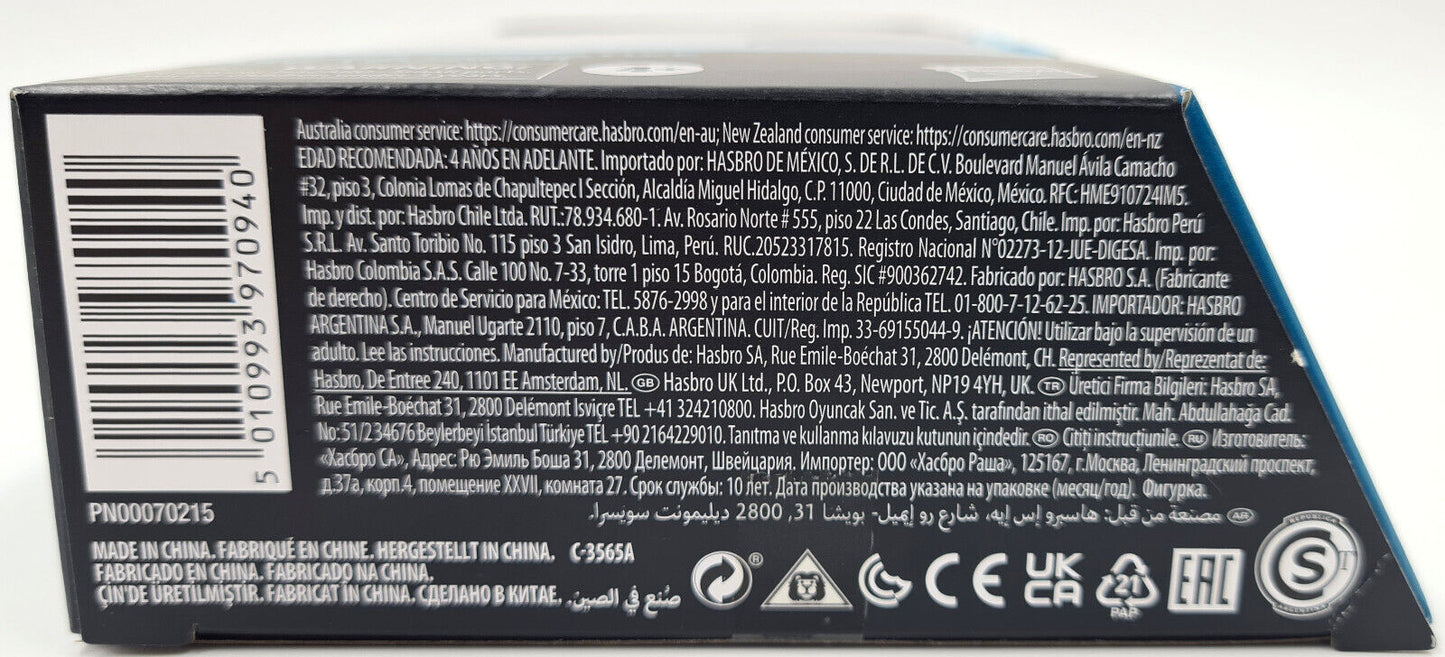 5 010993 970940
PN00070215
Australia consumer service: https://consumercare.hasbro.com/en-au; New Zealand consumer service: https://consumercare.hasbro.com/en-nz
EDAD RECOMENDADA: 4 AÑOS EN ADELANTE. Importado por: HASBRO DE MÉXICO, S. DE R.L. DE C.V. Boulevard Manuel Ávila Camacho
#32, piso 3, Colonia Lomas de Chapultepec I Sección, Alcaldía Miguel Hidalgo, C.P. 11000, Ciudad de México, México. RFC: HME910724IM5.
Imp. y dist. por: Hasbro Chile Ltda. RUT.:78.934.680-1. Av. Rosario Norte # 555, piso 22 Las Condes, Santiago, Chile. Imp. por: Hasbro Perú
S.R.L. Av. Santo Toribio No. 115 piso 3 San Isidro, Lima, Perú. RUC.20523317815. Registro Nacional N°02273-12-JUE-DIGESA. Imp. por:
Hasbro Colombia S.A.S. Calle 100 No. 7-33, torre 1 piso 15 Bogotá, Colombia. Reg. SIC #900362742. Fabricado por: HASBRO S.A. (Fabricante
de derecho). Centro de Servicio para México: TEL. 5876-2998 y para el interior de la República TEL. 01-800-7-12-62-25. IMPORTADOR: HASBRO
ARGENTINA S.A., Manuel Ugarte 2110, piso 7, C.A.B.A. ARGENTINA. CUIT/Reg. Imp. 33-69155044-9. ¡ATENCIÓN! Utilizar bajo la supervisión de un
adulto. Lee las instrucciones. Manufactured by/Produs de: Hasbro SA, Rue Emile-Boéchat 31, 2800 Delémont, CH. Represented by/Reprezentat de:
Hasbro, De Entree 240, 1101 EE Amsterdam, NL. GB Hasbro UK Ltd., P.O. Box 43, Newport, NP19 4YH, UK. TR Üretici Firma Bilgileri: Hasbro SA,
Rue Emile-Boéchat 31, 2800 Delémont Isviçre TEL +41 324210800. Hasbro Oyuncak San. ve Tic. A.Ş. tarafından ithal edilmiştir. Mah. Abdullahağa Cad.
No: 51/2 34676 Beylerbeyi İstanbul Türkiye TEL +90 2164229010. Tanıtma ve kullanma kılavuzu kutunun içindedir. RO Citiți instrucțiunile. RU Изготовитель:
«Хасбро СА», Адрес: Рю Эмиль Боша 31, 2800 Делемонт, Швейцария. Импортер: ООО «Хасбро Раша», 125167, г.Москва, Ленинградский проспект,
д.37а, корп.4, помещение XXVII, комната 27. Срок службы: 10 лет. Дата производства указана на упаковке (месяц/год). Фигурка.
AR مصنعة من قبل: هاسبرو إس إيه، شارع رو إيميل- بويشا 31, 2800 ديليمونت سويسرا.
MADE IN CHINA. FABRIQUÉ EN CHINE. HERGESTELLT IN CHINA. C-3565A
FABRICADO EN CHINA. FABRICADO NA CHINA.
ÇİN'DE ÜRETİLMİŞTİR. FABRICAT ÎN CHINA. СДЕЛАНО В КИТАЕ. صُنع في الصين.
® CE UK CA 21 PAP EAC REPUBLICA S T ARGENTINA